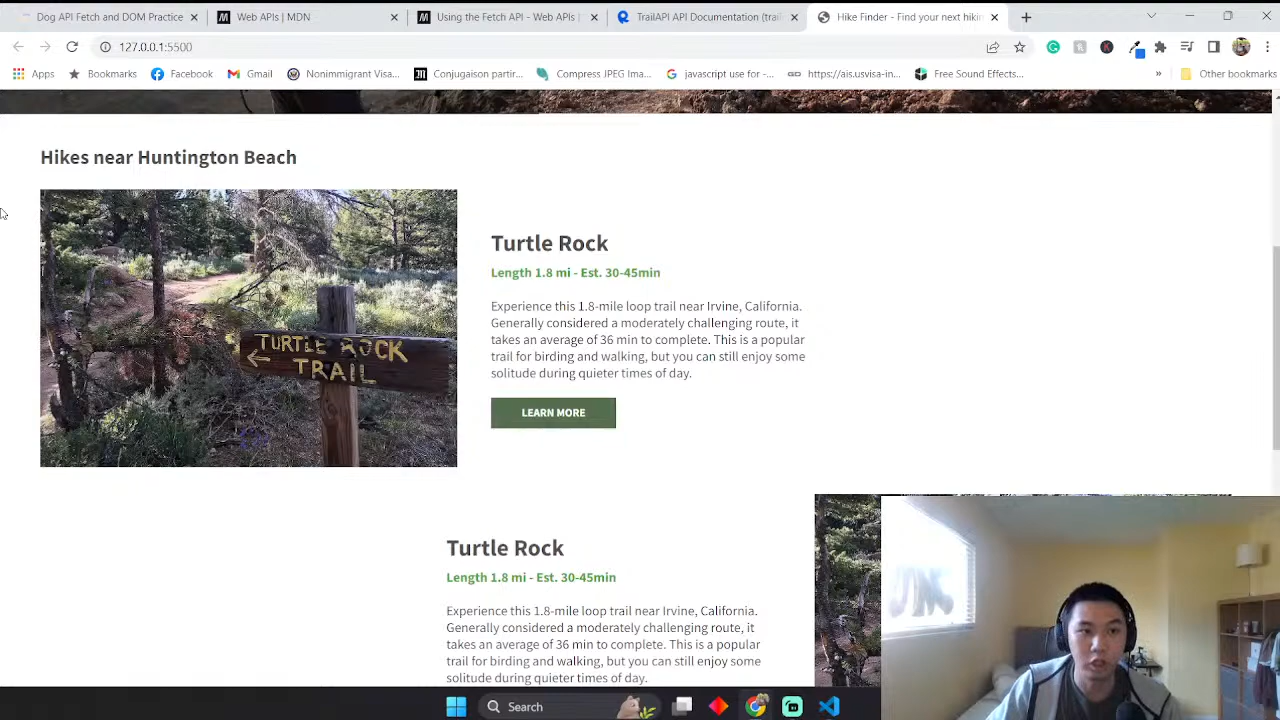 Dog API Fetch and DOM Practice
Web APIs | MDN
Using the Fetch API - Web APIs |
TrailAPI API Documentation (trail
Hike Finder - Find your next hikin
127.0.0.1:5500
Apps
Bookmarks
Facebook
Gmail
Nonimmigrant Visa...
Conjugaison partir...
Compress JPEG Ima...
javascript use for -...
https://ais.usvisa-in...
Free Sound Effects...
»
Other bookmarks
Hikes near Huntington Beach
TURTLE ROCK
TRAIL
Turtle Rock
Length 1.8 mi - Est. 30-45min
Experience this 1.8-mile loop trail near Irvine, California.
Generally considered a moderately challenging route, it
takes an average of 36 min to complete. This is a popular
trail for birding and walking, but you can still enjoy some
solitude during quieter times of day.
LEARN MORE
Turtle Rock
Length 1.8 mi - Est. 30-45min
Experience this 1.8-mile loop trail near Irvine, California.
Generally considered a moderately challenging route, it
takes an average of 36 min to complete. This is a popular
trail for birding and walking, but you can still enjoy some
solitude during quieter times of day.
Search